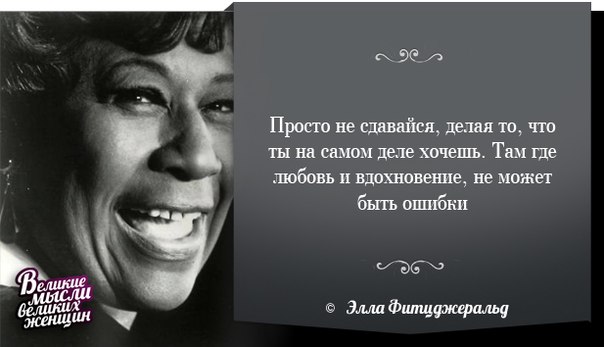 Просто не сдавайся, делая то, что
ты на самом деле хочешь. Там где
любовь и вдохновение, не может
быть ошибки
© Элла Фитцджеральд
Великие
мысли
великих
женщин